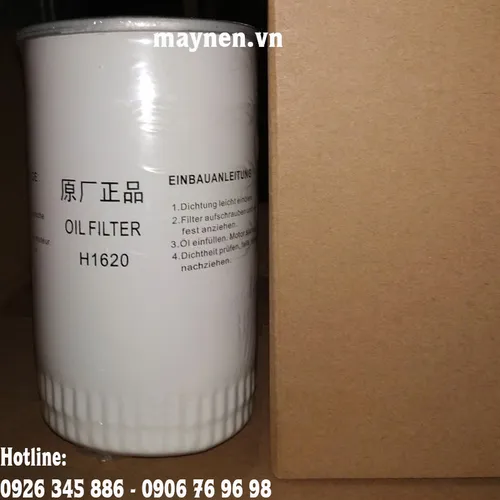 maynen.vn
原厂正品
OIL FILTER
H1620
EINBAUANLEITUNG
1. Dichtung leicht
2. Filter aufschrauben
fest anziehen.
3. Öl einfüllen. Motor
4. Dichtheit prüfen,
nachziehen.
Hotline:
0926 345 886 - 0906 76 96 98